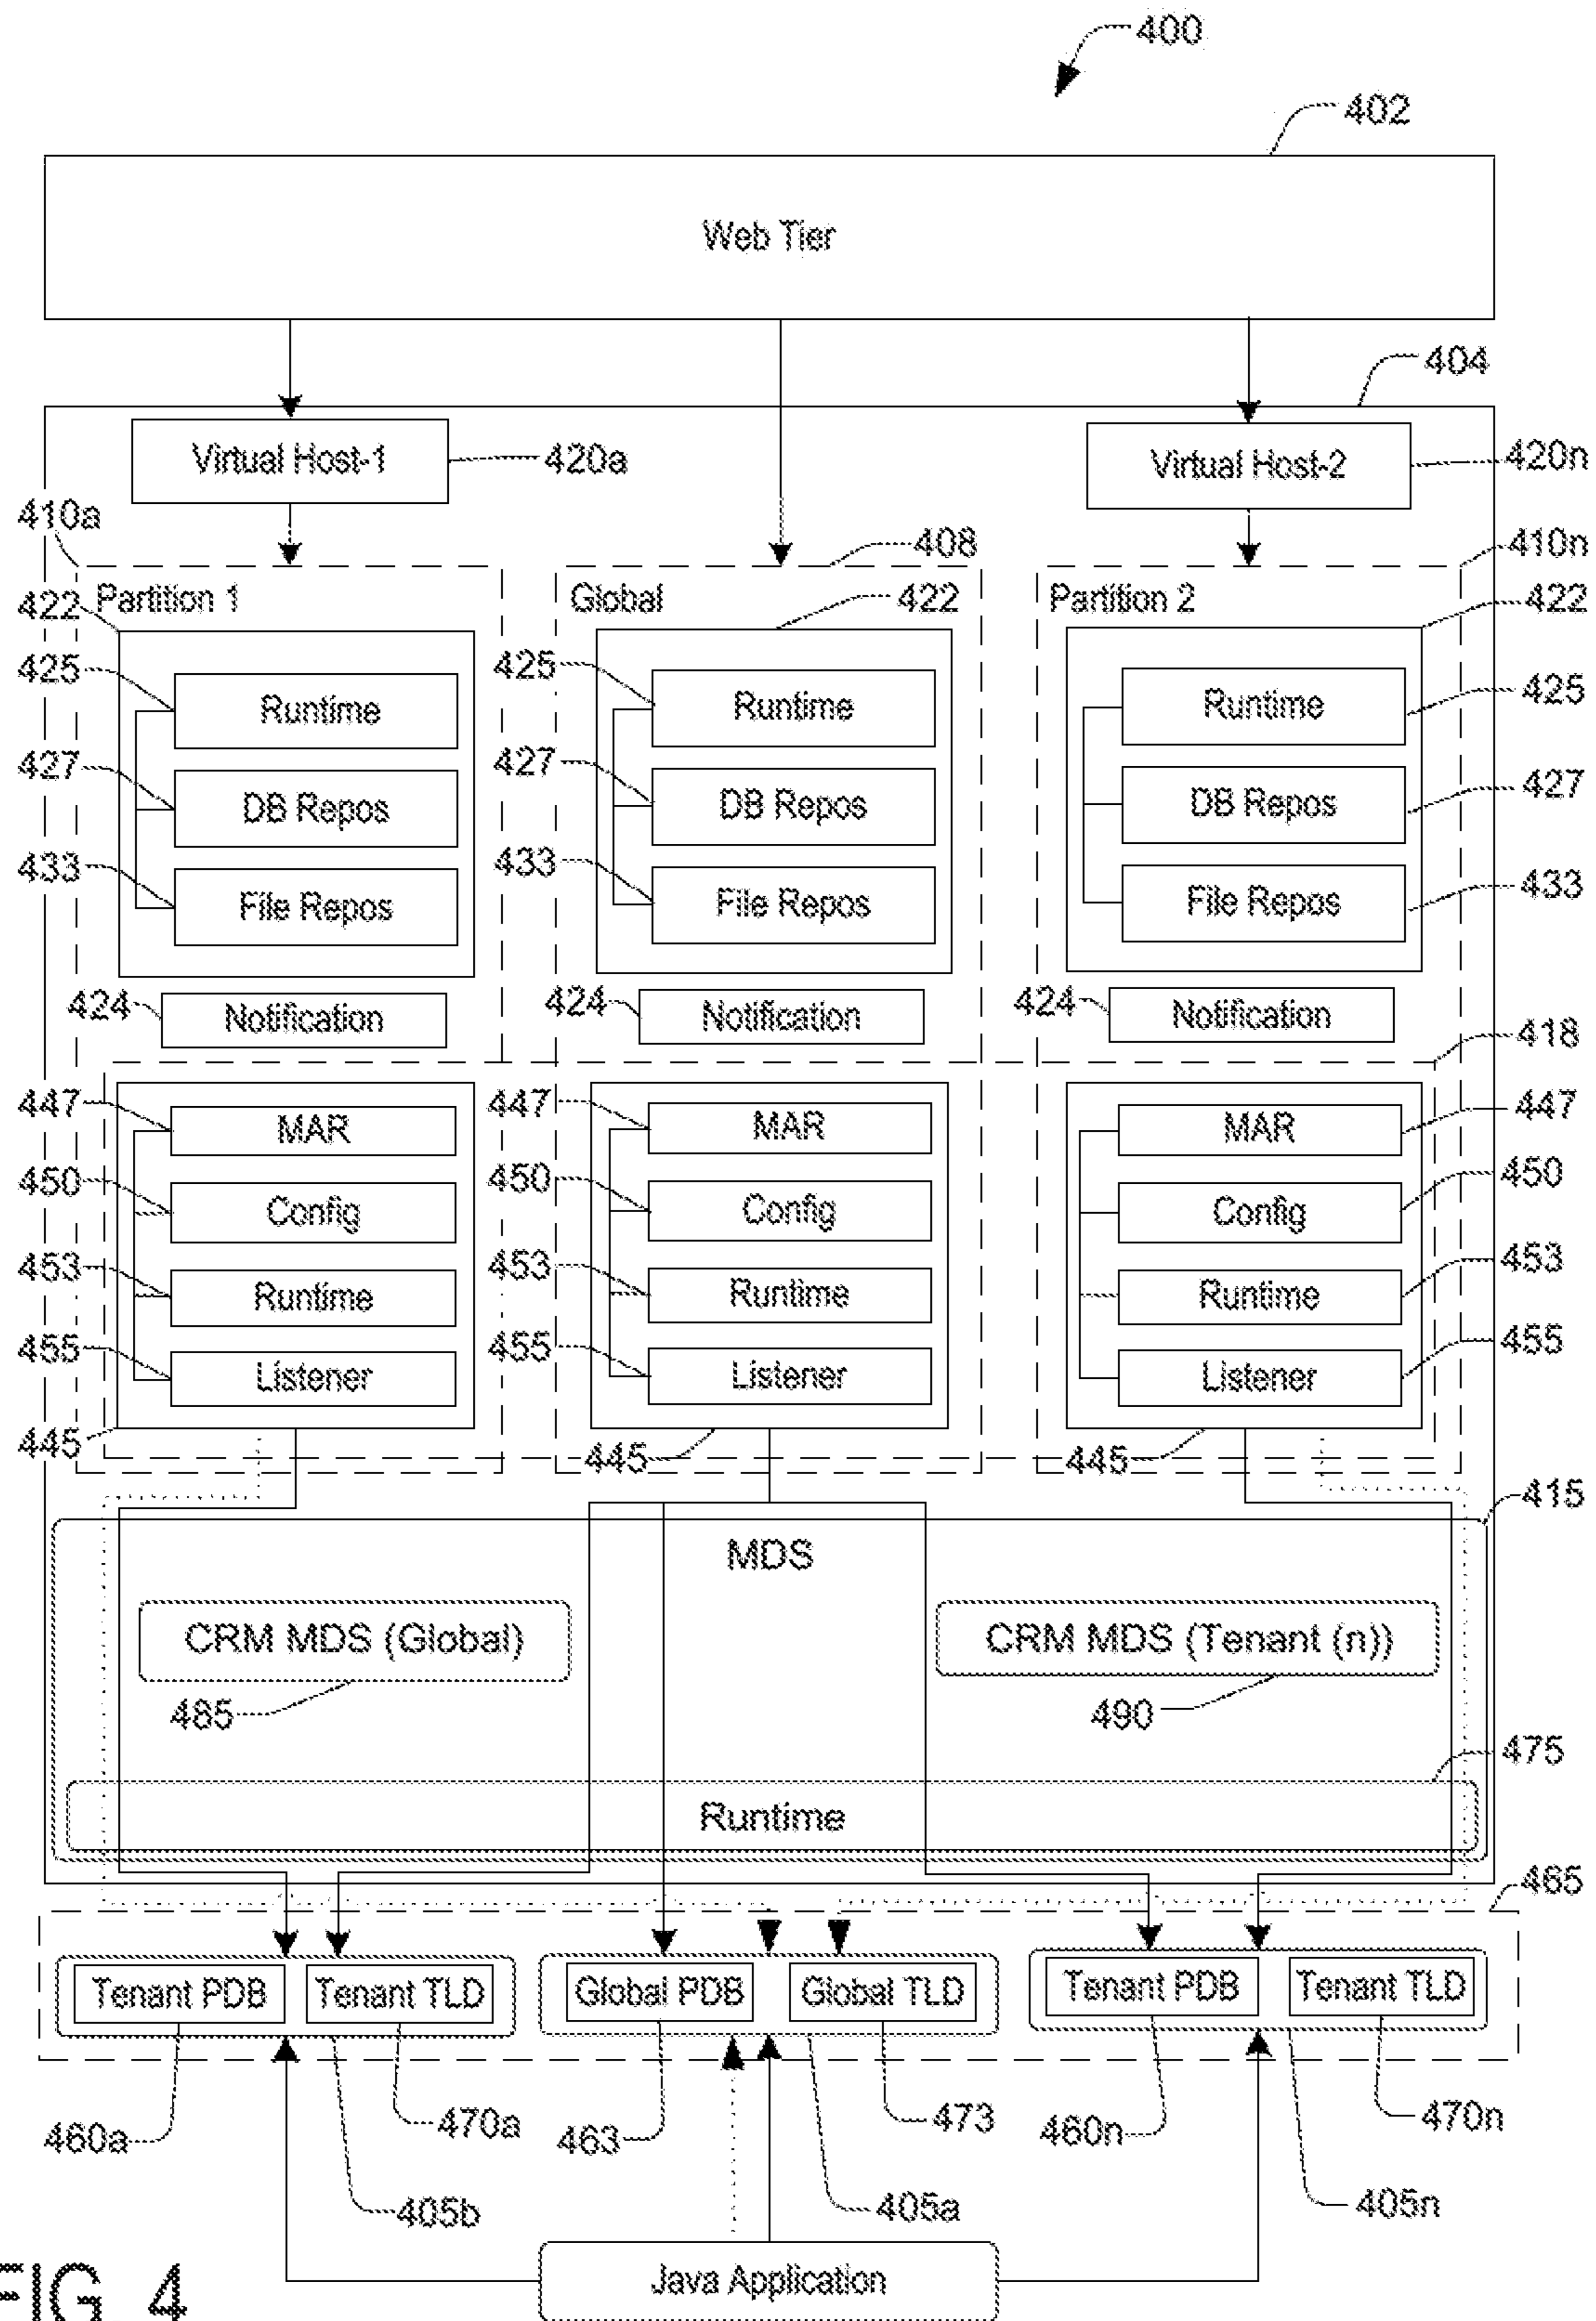 400
402
Web Tier
404
Virtual Host-1
420a
Virtual Host-2
420n
410a
408
410n
Partition 1
Global
Partition 2
422
422
422
425
Runtime
425
Runtime
Runtime
425
427
DB Repos
427
DB Repos
DB Repos
427
433
File Repos
433
File Repos
File Repos
433
424
Notification
424
Notification
424
Notification
418
447
MAR
447
MAR
MAR
447
450
Config
450
Config
Config
450
453
Runtime
453
Runtime
Runtime
453
455
Listener
455
Listener
Listener
455
445
445
445
415
MDS
CRM MDS (Global)
CRM MDS (Tenant (n))
485
490
475
Runtime
465
Tenant PDB
Tenant TLD
Global PDB
Global TLD
Tenant PDB
Tenant TLD
460a
470a
463
473
460n
470n
405b
405a
405n
Java Application
FIG. 4